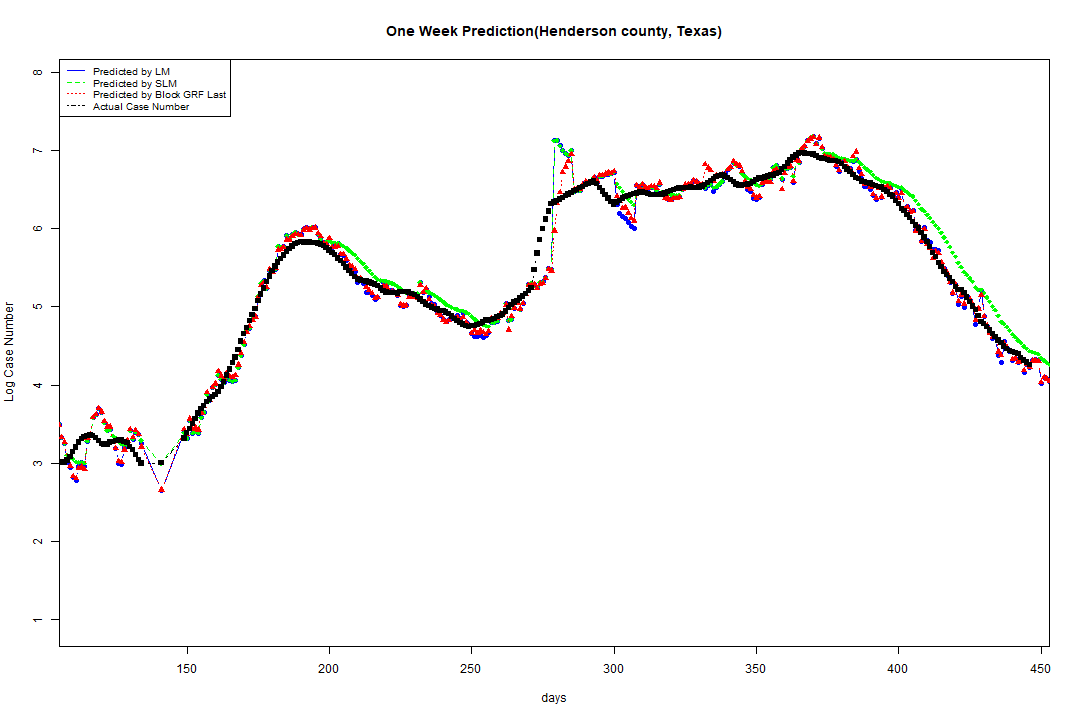 One Week Prediction(Henderson county, Texas)
Predicted by LM
Predicted by SLM
Predicted by Block GRF Last
Actual Case Number
8
7
6
5
4
3
2
1
Log Case Number
150 200 250 300 350 400 450
days